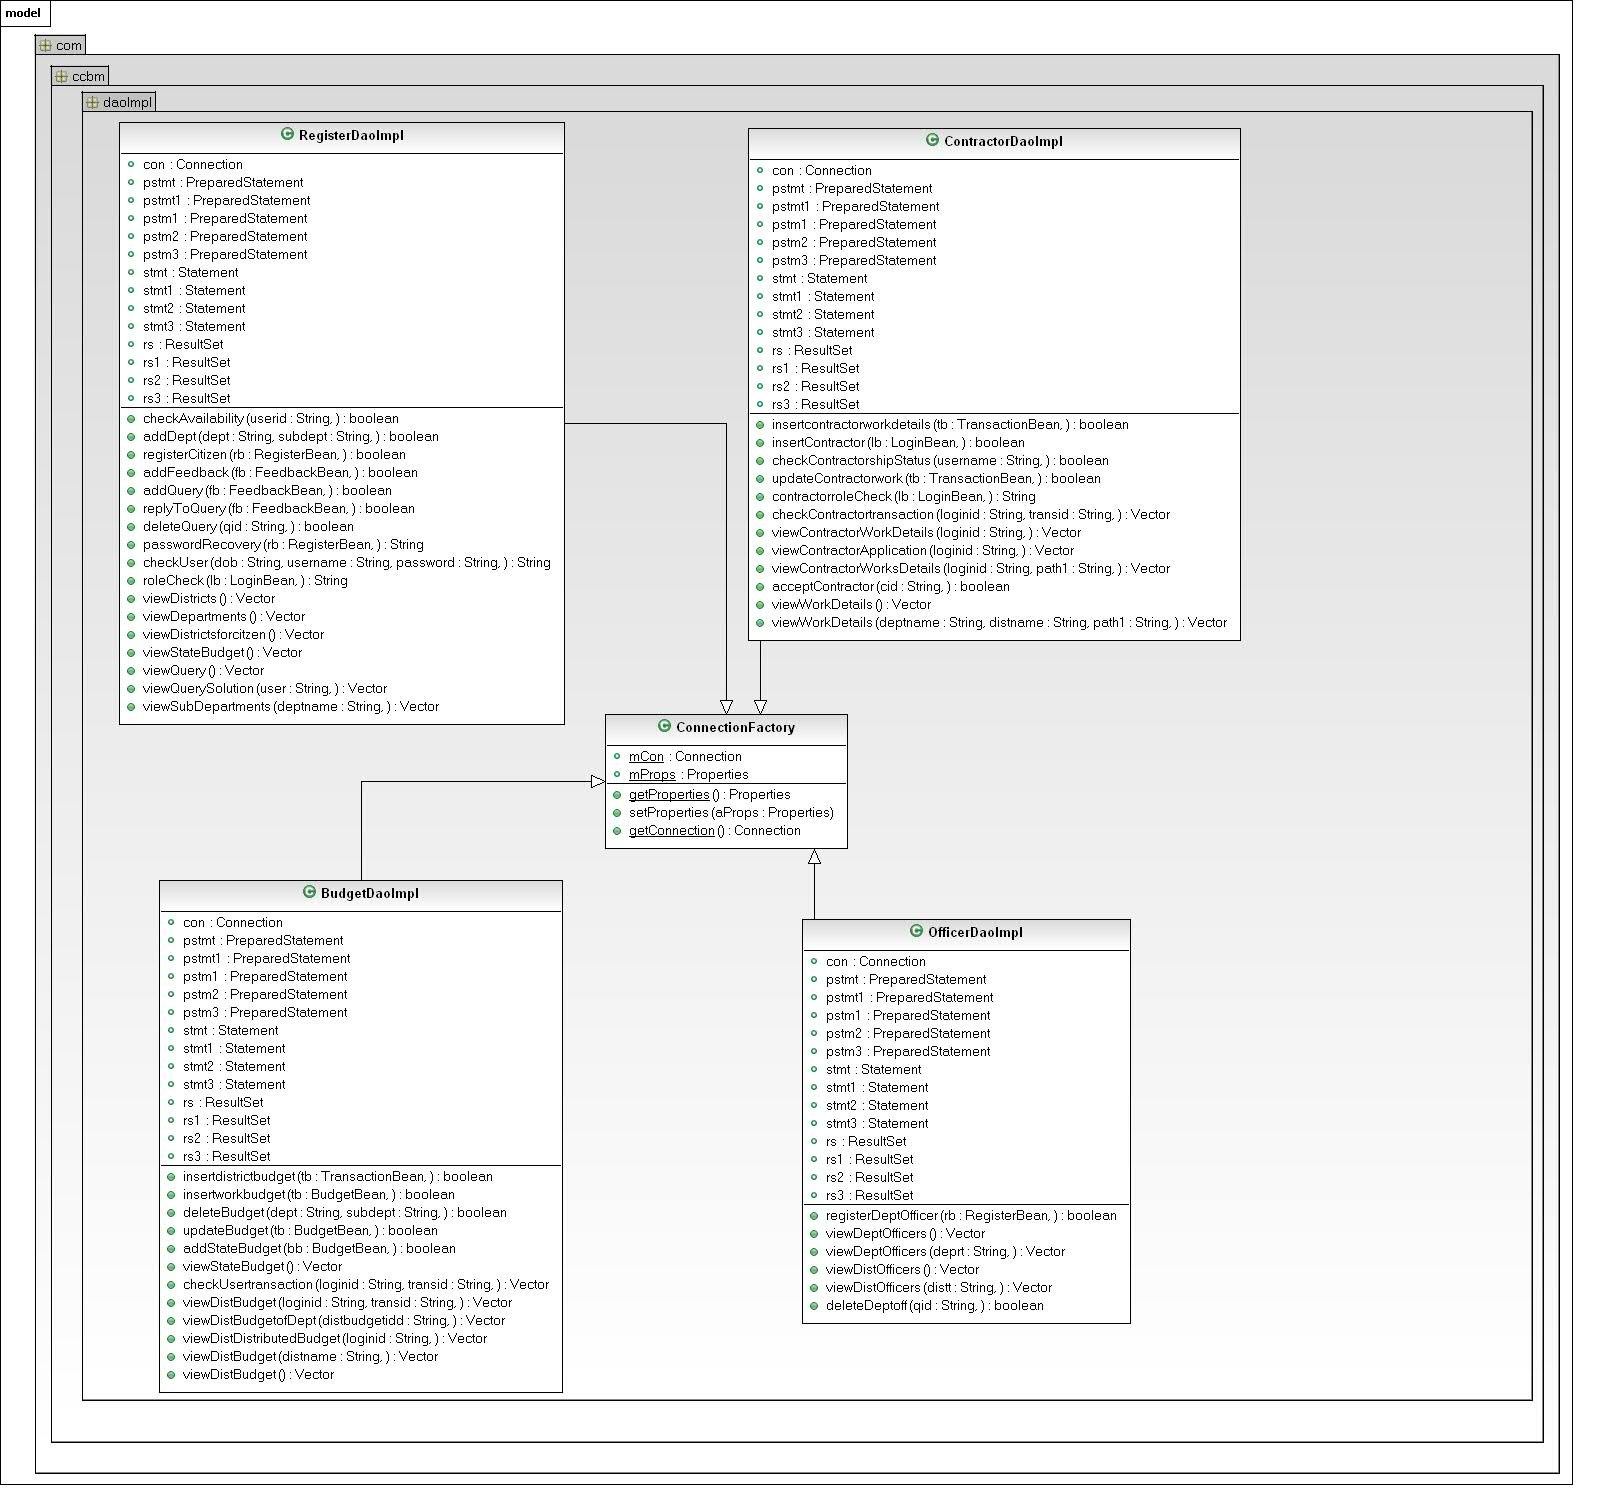 model
com
ccbm
daoImpl
RegisterDaoImpl
con : Connection
pstmt : PreparedStatement
pstmt1 : PreparedStatement
pstm1 : PreparedStatement
pstm2 : PreparedStatement
pstm3 : PreparedStatement
stmt : Statement
stmt1 : Statement
stmt2 : Statement
stmt3 : Statement
rs : ResultSet
rs1 : ResultSet
rs2 : ResultSet
rs3 : ResultSet
checkAvailability(userid : String, ) : boolean
addDept(dept : String, subdept : String, ) : boolean
registerCitizen(rb : RegisterBean, ) : boolean
addFeedback(fb : FeedbackBean, ) : boolean
addQuery(fb : FeedbackBean, ) : boolean
replyToQuery(fb : FeedbackBean, ) : boolean
deleteQuery(qid : String, ) : boolean
passwordRecovery(rb : RegisterBean, ) : String
checkUser(dob : String, username : String, password : String, ) : String
roleCheck(lb : LoginBean, ) : String
viewDistricts() : Vector
viewDepartments() : Vector
viewDistrictsforcitzen() : Vector
viewStateBudget() : Vector
viewQuery() : Vector
viewQuerySolution(user : String, ) : Vector
viewSubDepartments(deptname : String, ) : Vector
ContractorDaoImpl
con : Connection
pstmt : PreparedStatement
pstmt1 : PreparedStatement
pstm1 : PreparedStatement
pstm2 : PreparedStatement
pstm3 : PreparedStatement
stmt : Statement
stmt1 : Statement
stmt2 : Statement
stmt3 : Statement
rs : ResultSet
rs1 : ResultSet
rs2 : ResultSet
rs3 : ResultSet
insertcontractorworkdetails(tb : TransactionBean, ) : boolean
insertContractor(lb : LoginBean, ) : boolean
checkContractorshipStatus(username : String, ) : boolean
updateContractorwork(tb : TransactionBean, ) : boolean
contractorroleCheck(lb : LoginBean, ) : String
checkContractortransaction(loginid : String, transid : String, ) : Vector
viewContractorWorkDetails(loginid : String, ) : Vector
viewContractorApplication(loginid : String, ) : Vector
viewContractorWorksDetails(loginid : String, path1 : String, ) : Vector
acceptContractor(cid : String, ) : boolean
viewWorkDetails() : Vector
viewWorkDetails(deptname : String, distname : String, path1 : String, ) : Vector
ConnectionFactory
mCon : Connection
mProps : Properties
getProperties() : Properties
setProperties(aProps : Properties)
getConnection() : Connection
BudgetDaoImpl
con : Connection
pstmt : PreparedStatement
pstmt1 : PreparedStatement
pstm1 : PreparedStatement
pstm2 : PreparedStatement
pstm3 : PreparedStatement
stmt : Statement
stmt1 : Statement
stmt2 : Statement
stmt3 : Statement
rs : ResultSet
rs1 : ResultSet
rs2 : ResultSet
rs3 : ResultSet
insertdistrictbudget(tb : TransactionBean, ) : boolean
insertworkbudget(tb : BudgetBean, ) : boolean
deleteBudget(dept : String, subdept : String, ) : boolean
updateBudget(tb : BudgetBean, ) : boolean
addStateBudget(bb : BudgetBean, ) : boolean
viewStateBudget() : Vector
checkUsertransaction(loginid : String, transid : String, ) : Vector
viewDistBudget(loginid : String, transid : String, ) : Vector
viewDistBudgetofDept(distbudgetidd : String, ) : Vector
viewDistDistributedBudget(loginid : String, ) : Vector
viewDistBudget(distname : String, ) : Vector
viewDistBudget() : Vector
OfficerDaoImpl
con : Connection
pstmt : PreparedStatement
pstmt1 : PreparedStatement
pstm1 : PreparedStatement
pstm2 : PreparedStatement
pstm3 : PreparedStatement
stmt : Statement
stmt1 : Statement
stmt2 : Statement
stmt3 : Statement
rs : ResultSet
rs1 : ResultSet
rs2 : ResultSet
rs3 : ResultSet
registerDeptOfficer(rb : RegisterBean, ) : boolean
viewDeptOfficers() : Vector
viewDeptOfficers(deprt : String, ) : Vector
viewDistOfficers() : Vector
viewDistOfficers(distt : String, ) : Vector
deleteDeptoff(qid : String, ) : boolean